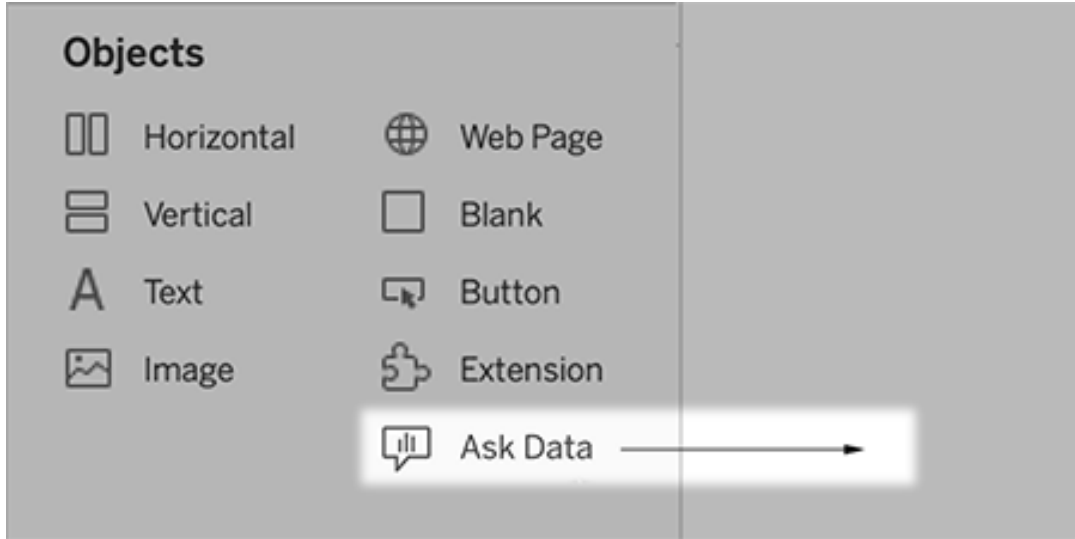 Objects
Horizontal
Web Page
Vertical
Blank
Text
Button
Image
Extension
Ask Data